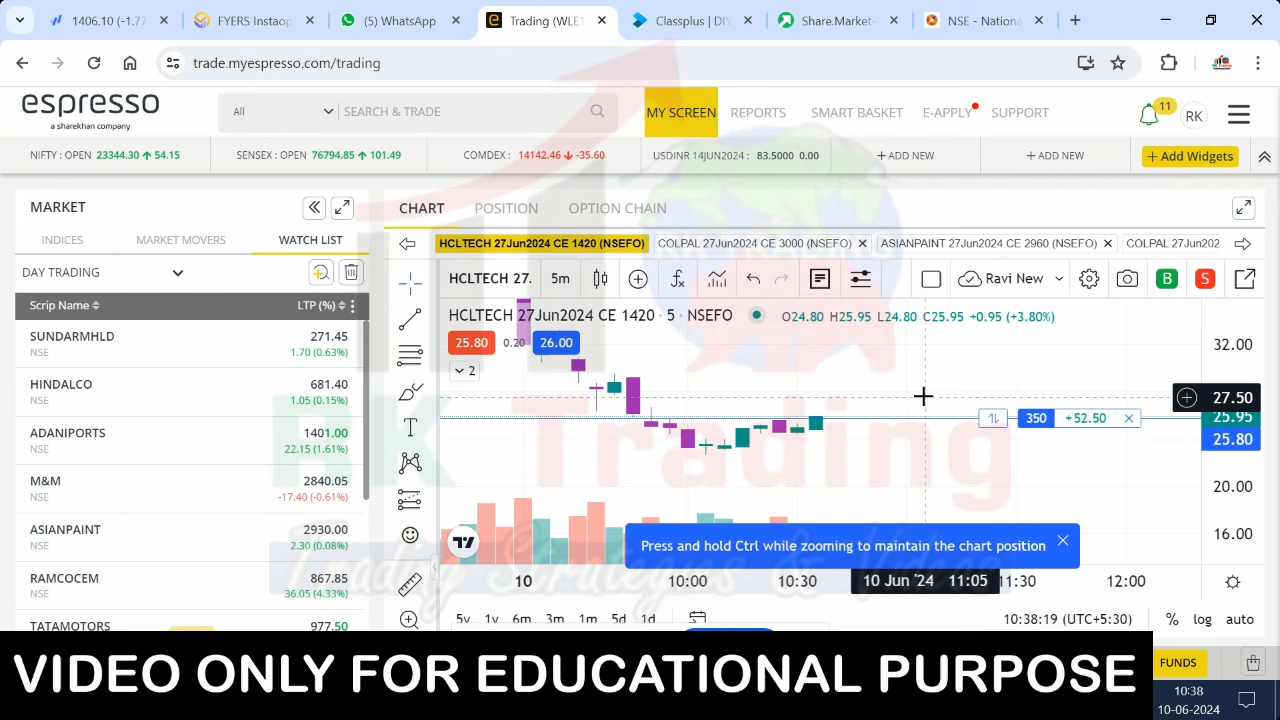 1406.10 (-1.77
FYERS Instaop
(5) WhatsApp
Trading (WLE1
Classplus | DIY
Share.Market-
NSE - Nationa
trade.myespresso.com/trading
espresso
a sharekhan company
All
SEARCH & TRADE
MY SCREEN
REPORTS
SMART BASKET
E-APPLY
SUPPORT
11
RK
NIFTY : OPEN 23344.30 54.15
SENSEX : OPEN 76794.85 101.49
COMDEX : 14142.46 -35.60
USDINR 14JUN2024 : 83.5000 0.00
+ ADD NEW
+ ADD NEW
+ Add Widgets
MARKET
INDICES
MARKET MOVERS
WATCH LIST
DAY TRADING
Scrip Name
LTP (%)
SUNDARMHLD 271.45
NSE 1.70 (0.63%)
HINDALCO 681.40
NSE 1.05 (0.15%)
ADANIPORTS 1401.00
NSE 22.15 (1.61%)
M&M 2840.05
NSE -17.40 (-0.61%)
ASIANPAINT 2930.00
NSE 2.30 (0.08%)
RAMCOCEM 867.85
NSE 36.05 (4.33%)
TATAMOTORS 977.50
CHART
POSITION
OPTION CHAIN
HCLTECH 27Jun2024 CE 1420 (NSEFO)
COLPAL 27Jun2024 CE 3000 (NSEFO)
ASIANPAINT 27Jun2024 CE 2960 (NSEFO)
COLPAL 27Jun202
HCLTECH 27.
5m
Ravi New
B
S
HCLTECH 27Jun2024 CE 1420 · 5 · NSEFO
O24.80 H25.95 L24.80 C25.95 +0.95 (+3.80%)
25.80 0.20 26.00
2
32.00
27.50
25.95
25.80
20.00
16.00
350 +52.50
RK Trading
Press and hold Ctrl while zooming to maintain the chart position
10
10:00
10:30
10 Jun '24 11:05
11:30
12:00
5y 1y 6m 3m 1m 5d 1d
10:38:19 (UTC+5:30)
% log auto
FUNDS
VIDEO ONLY FOR EDUCATIONAL PURPOSE
10:38
10-06-2024